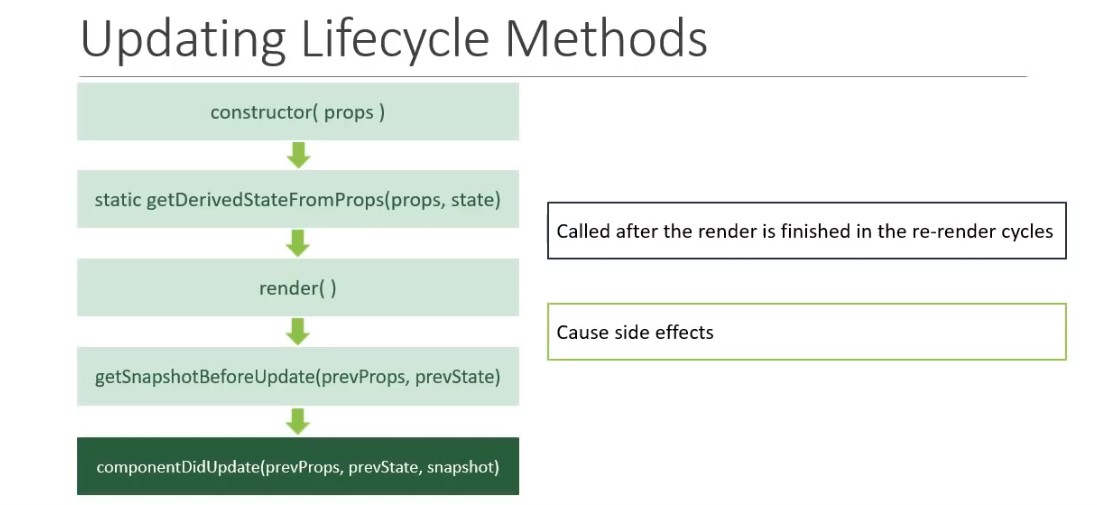 Updating Lifecycle Methods
constructor( props )
static getDerivedStateFromProps(props, state)
render( )
getSnapshotBeforeUpdate(prevProps, prevState)
componentDidUpdate(prevProps, prevState, snapshot)
Called after the render is finished in the re-render cycles
Cause side effects